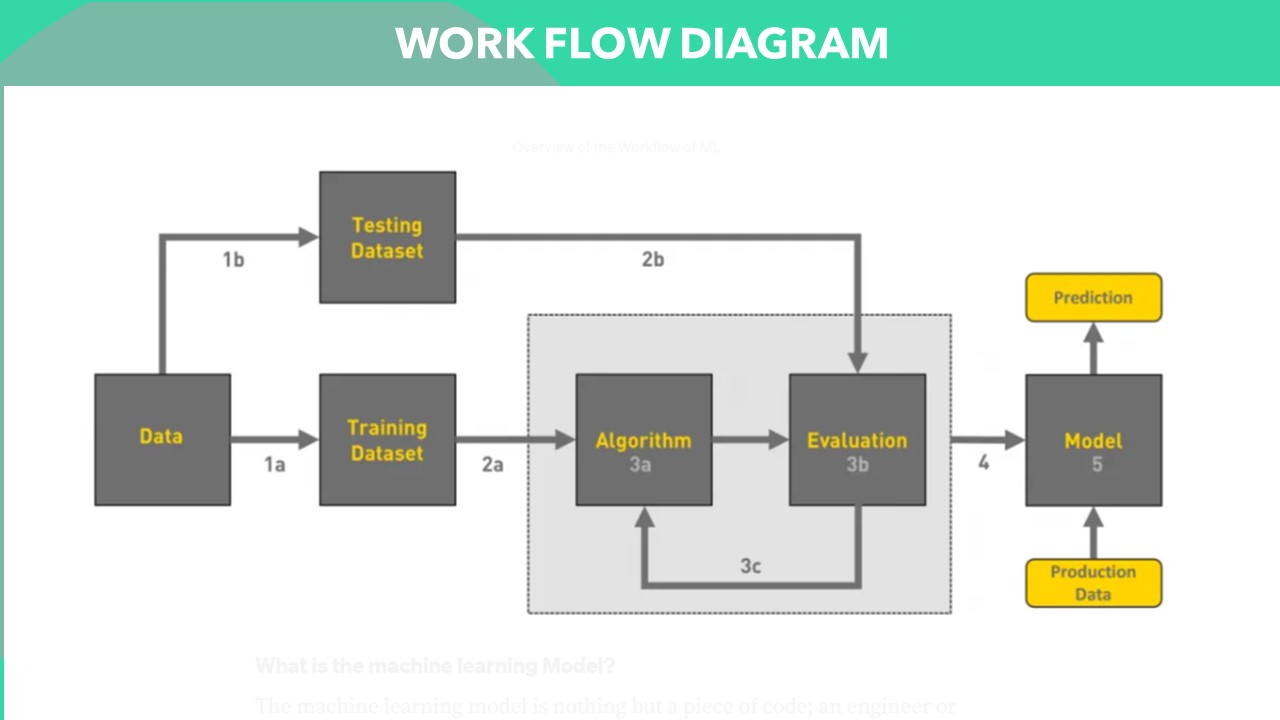 WORK FLOW DIAGRAM
Overview of the Workflow of ML
Testing
Dataset
1b
2b
Prediction
Data
1a
Training
Dataset
2a
Algorithm
3a
Evaluation
3b
4
Model
5
3c
Production
Data
What is the machine learning Model?
The machine learning model is nothing but a piece of code; an engineer or